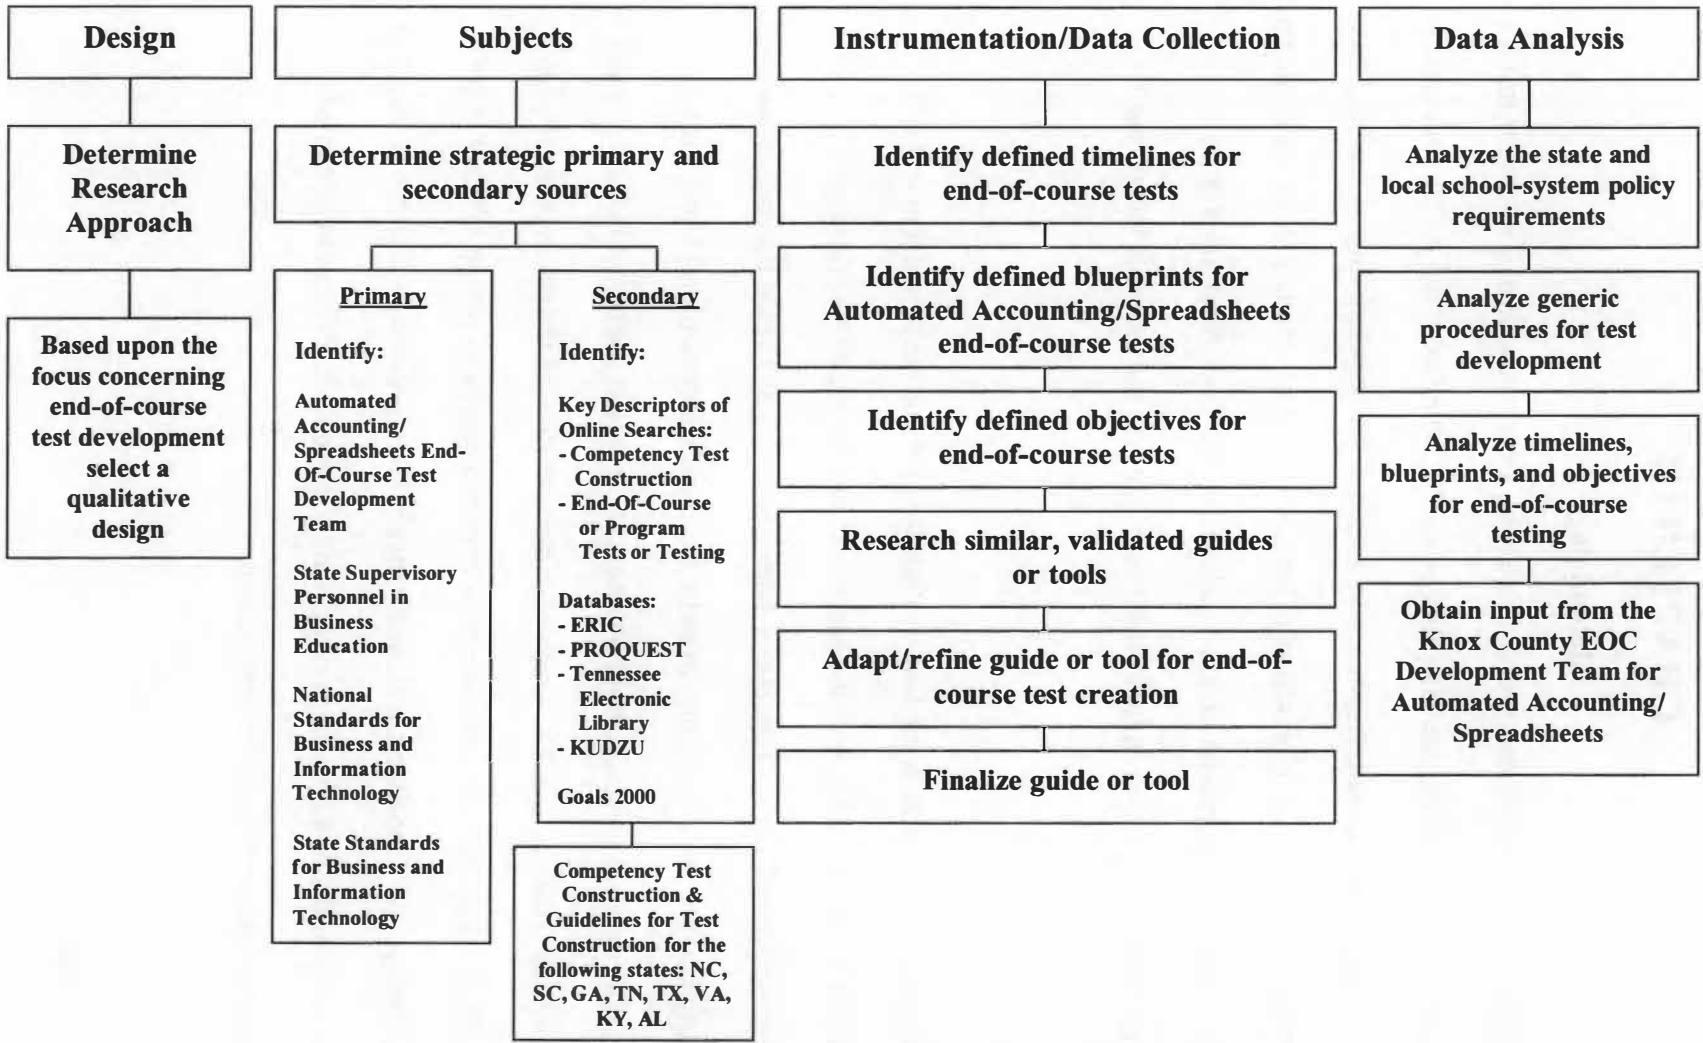 Design
Determine
Research
Approach
Based upon the
focus concerning
end-of-course
test development
select a
qualitative
design
Subjects
Determine strategic primary and
secondary sources
Primary
Identify:
Automated
Accounting/
Spreadsheets End-
Of-Course Test
Development
Team
State Supervisory
Personnel in
Business
Education
National
Standards for
Business and
Information
Technology
State Standards
for Business and
Information
Technology
Secondary
Identify:
Key Descriptors of
Online Searches:
- Competency Test
Construction
- End-Of-Course
or Program
Tests or Testing
Databases:
- ERIC
- PROQUEST
- Tennessee
Electronic
Library
- KUDZU
Goals 2000
Competency Test
Construction &
Guidelines for Test
Construction for the
following states: NC,
SC, GA, TN, TX, VA,
KY, AL
Instrumentation/Data Collection
Identify defined timelines for
end-of-course tests
Identify defined blueprints for
Automated Accounting/Spreadsheets
end-of-course tests
Identify defined objectives for
end-of-course tests
Research similar, validated guides
or tools
Adapt/refine guide or tool for end-of-
course test creation
Finalize guide or tool
Data Analysis
Analyze the state and
local school-system policy
requirements
Analyze generic
procedures for test
development
Analyze timelines,
blueprints, and objectives
for end-of-course
testing
Obtain input from the
Knox County EOC
Development Team for
Automated Accounting/
Spreadsheets